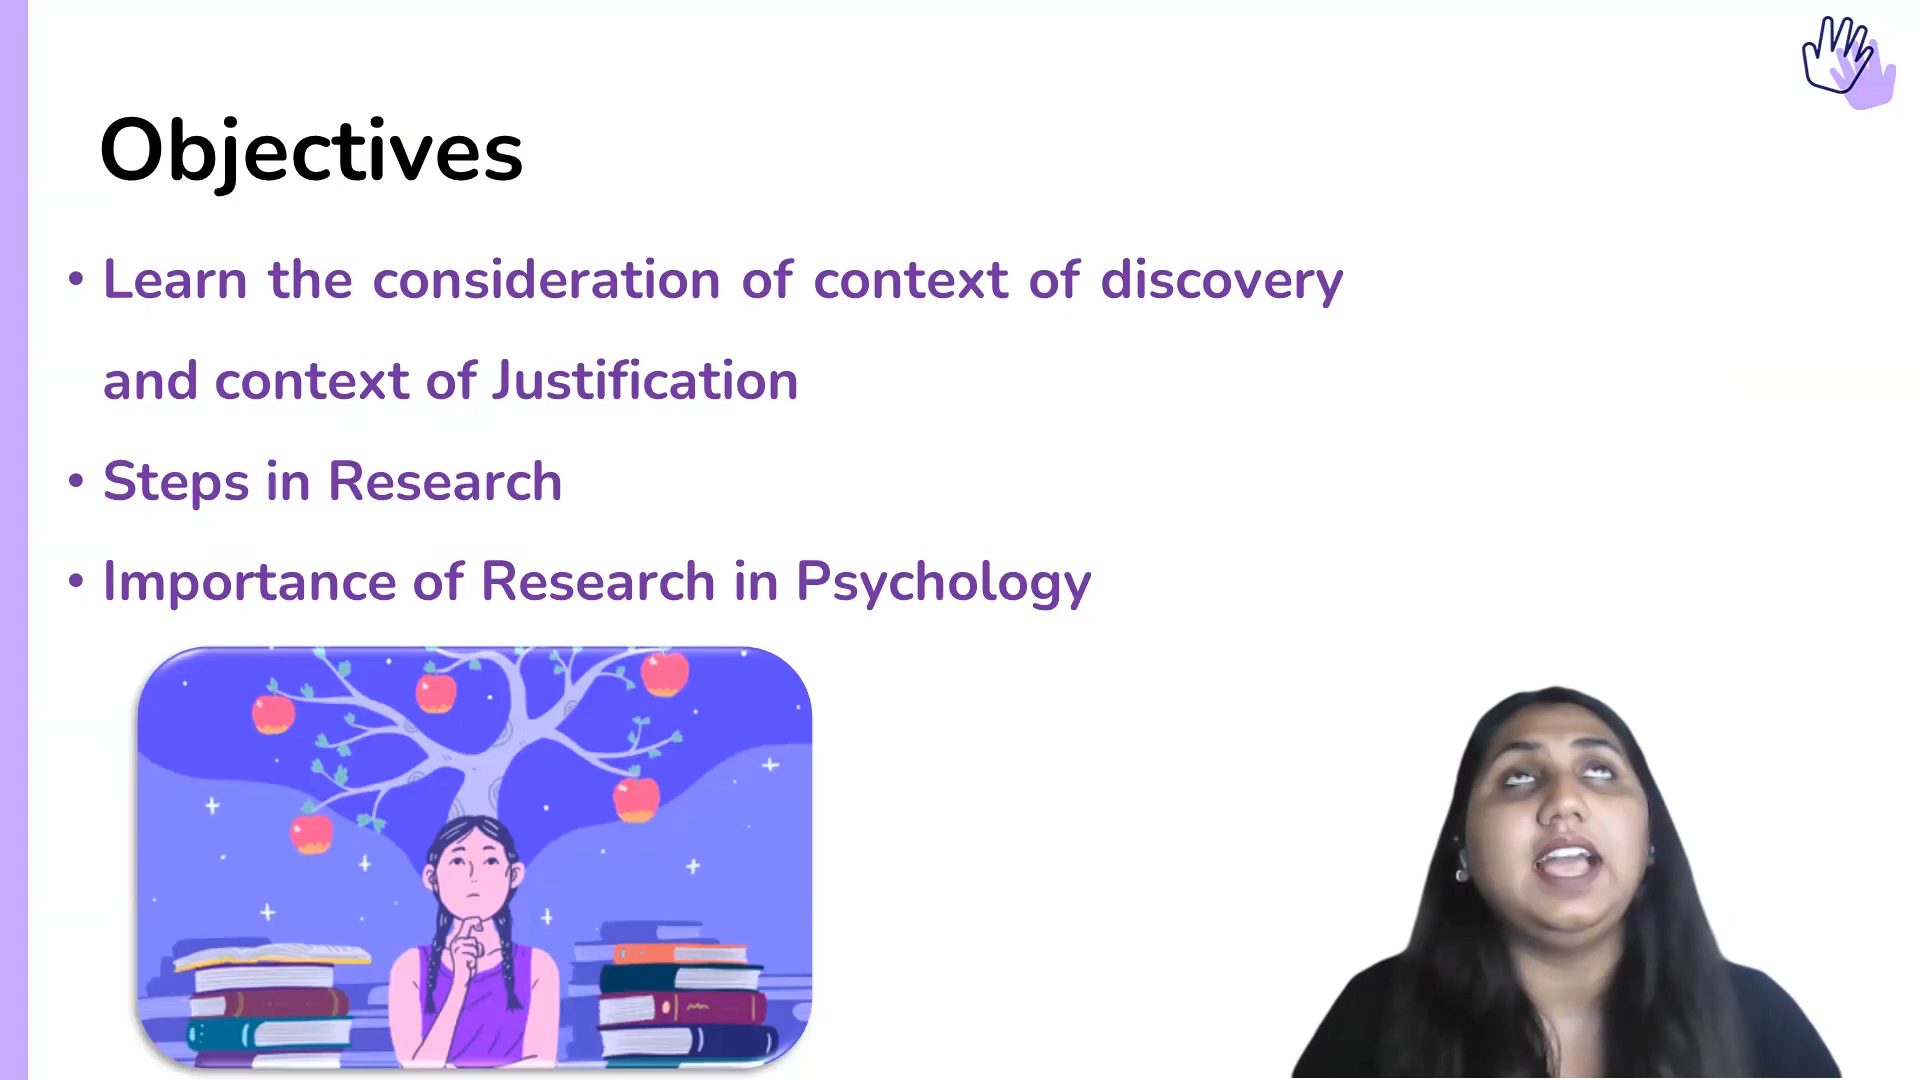 Objectives
• Learn the consideration of context of discovery
and context of Justification
• Steps in Research
• Importance of Research in Psychology